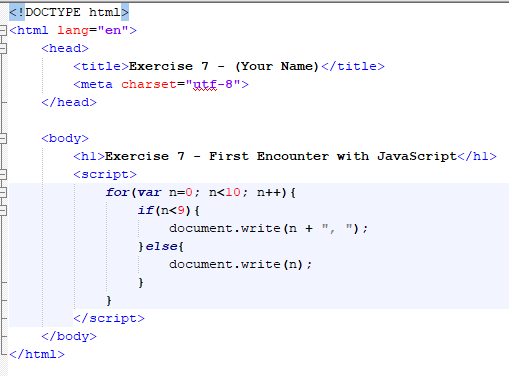 <!DOCTYPE html>
<html lang="en">
<head>
<title>Exercise 7 - (Your Name)</title>
<meta charset="utf-8">
</head>
<body>
<h1>Exercise 7 - First Encounter with JavaScript</h1>
<script>
for(var n=0; n<10; n++){
if(n<9){
document.write(n + ", ");
}else{
document.write(n);
}
}
</script>
</body>
</html>